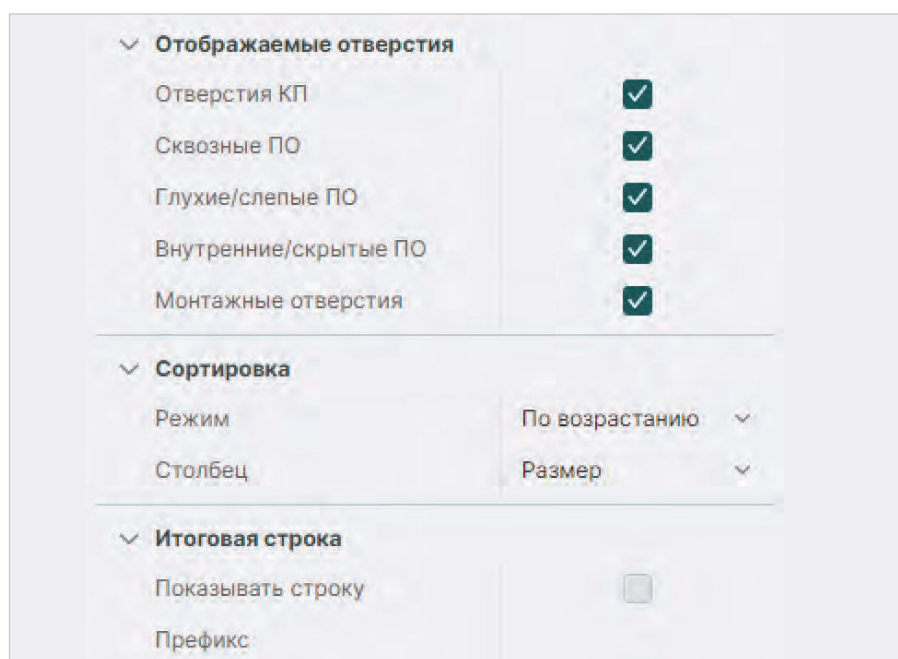 Отображаемые отверстия
Отверстия КП
Сквозные ПО
Глухие/слепые ПО
Внутренние/скрытые ПО
Монтажные отверстия
Сортировка
Режим По возрастанию
Столбец Размер
Итоговая строка
Показывать строку
Префикс